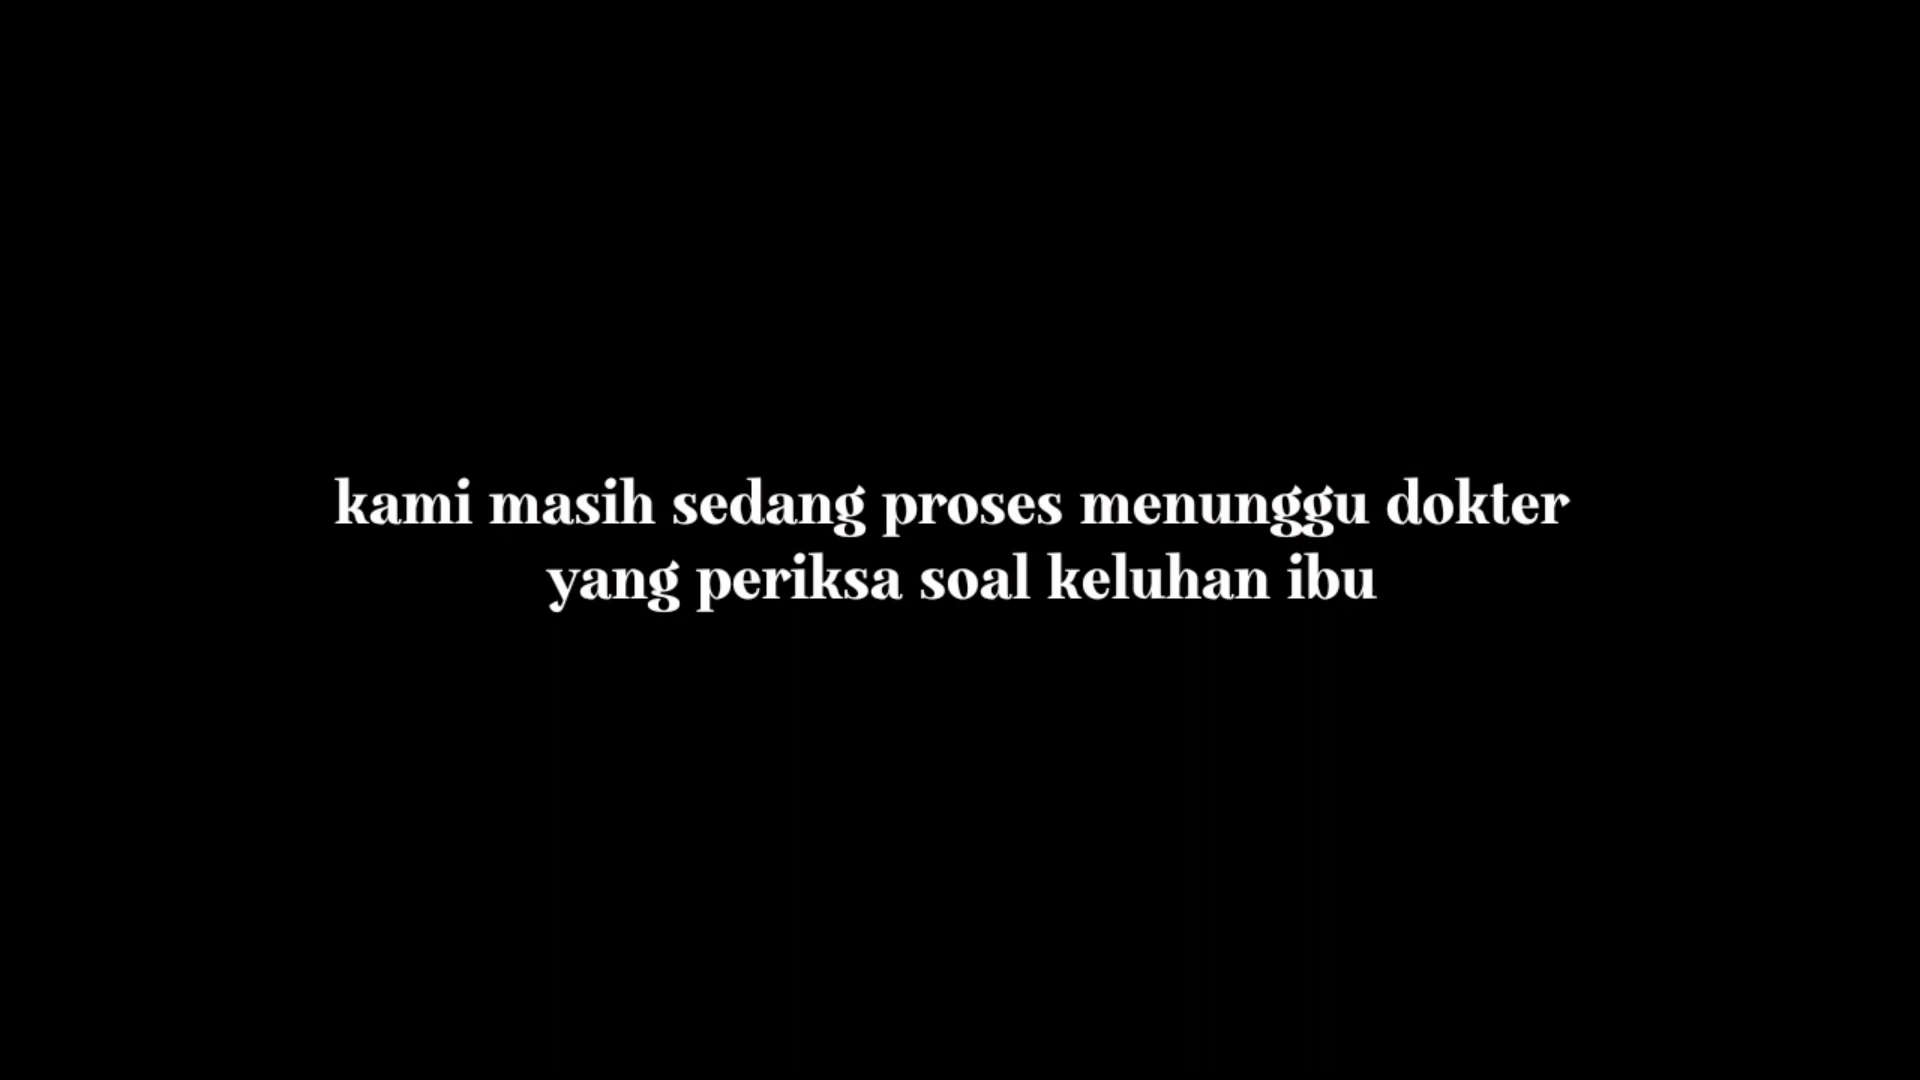 kami masih sedang proses menunggu dokter
yang periksa soal keluhan ibu